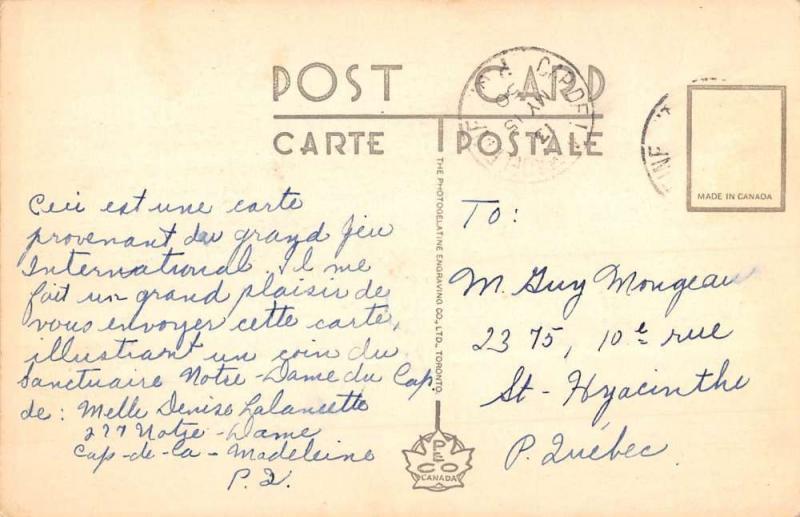 POST CARD
CARTE POSTALE
MADE IN CANADA
THE PHOTOGELATINE ENGRAVING CO., LTD., TORONTO.
CANADA
Ceci est une carte
provenant du grand jeu
International. il me
fait un grand plaisir de
vous envoyer cette carte,
illustrant un coin du
Sanctuaire Notre-Dame du Cap.
de: Melle Denise Lalancette
277 Notre-Dame
Cap-de-la-Madeleine
P.Q.
To:
M. Guy Mongeau
2375, 10e rue
St-Hyacinthe
P. Québec.